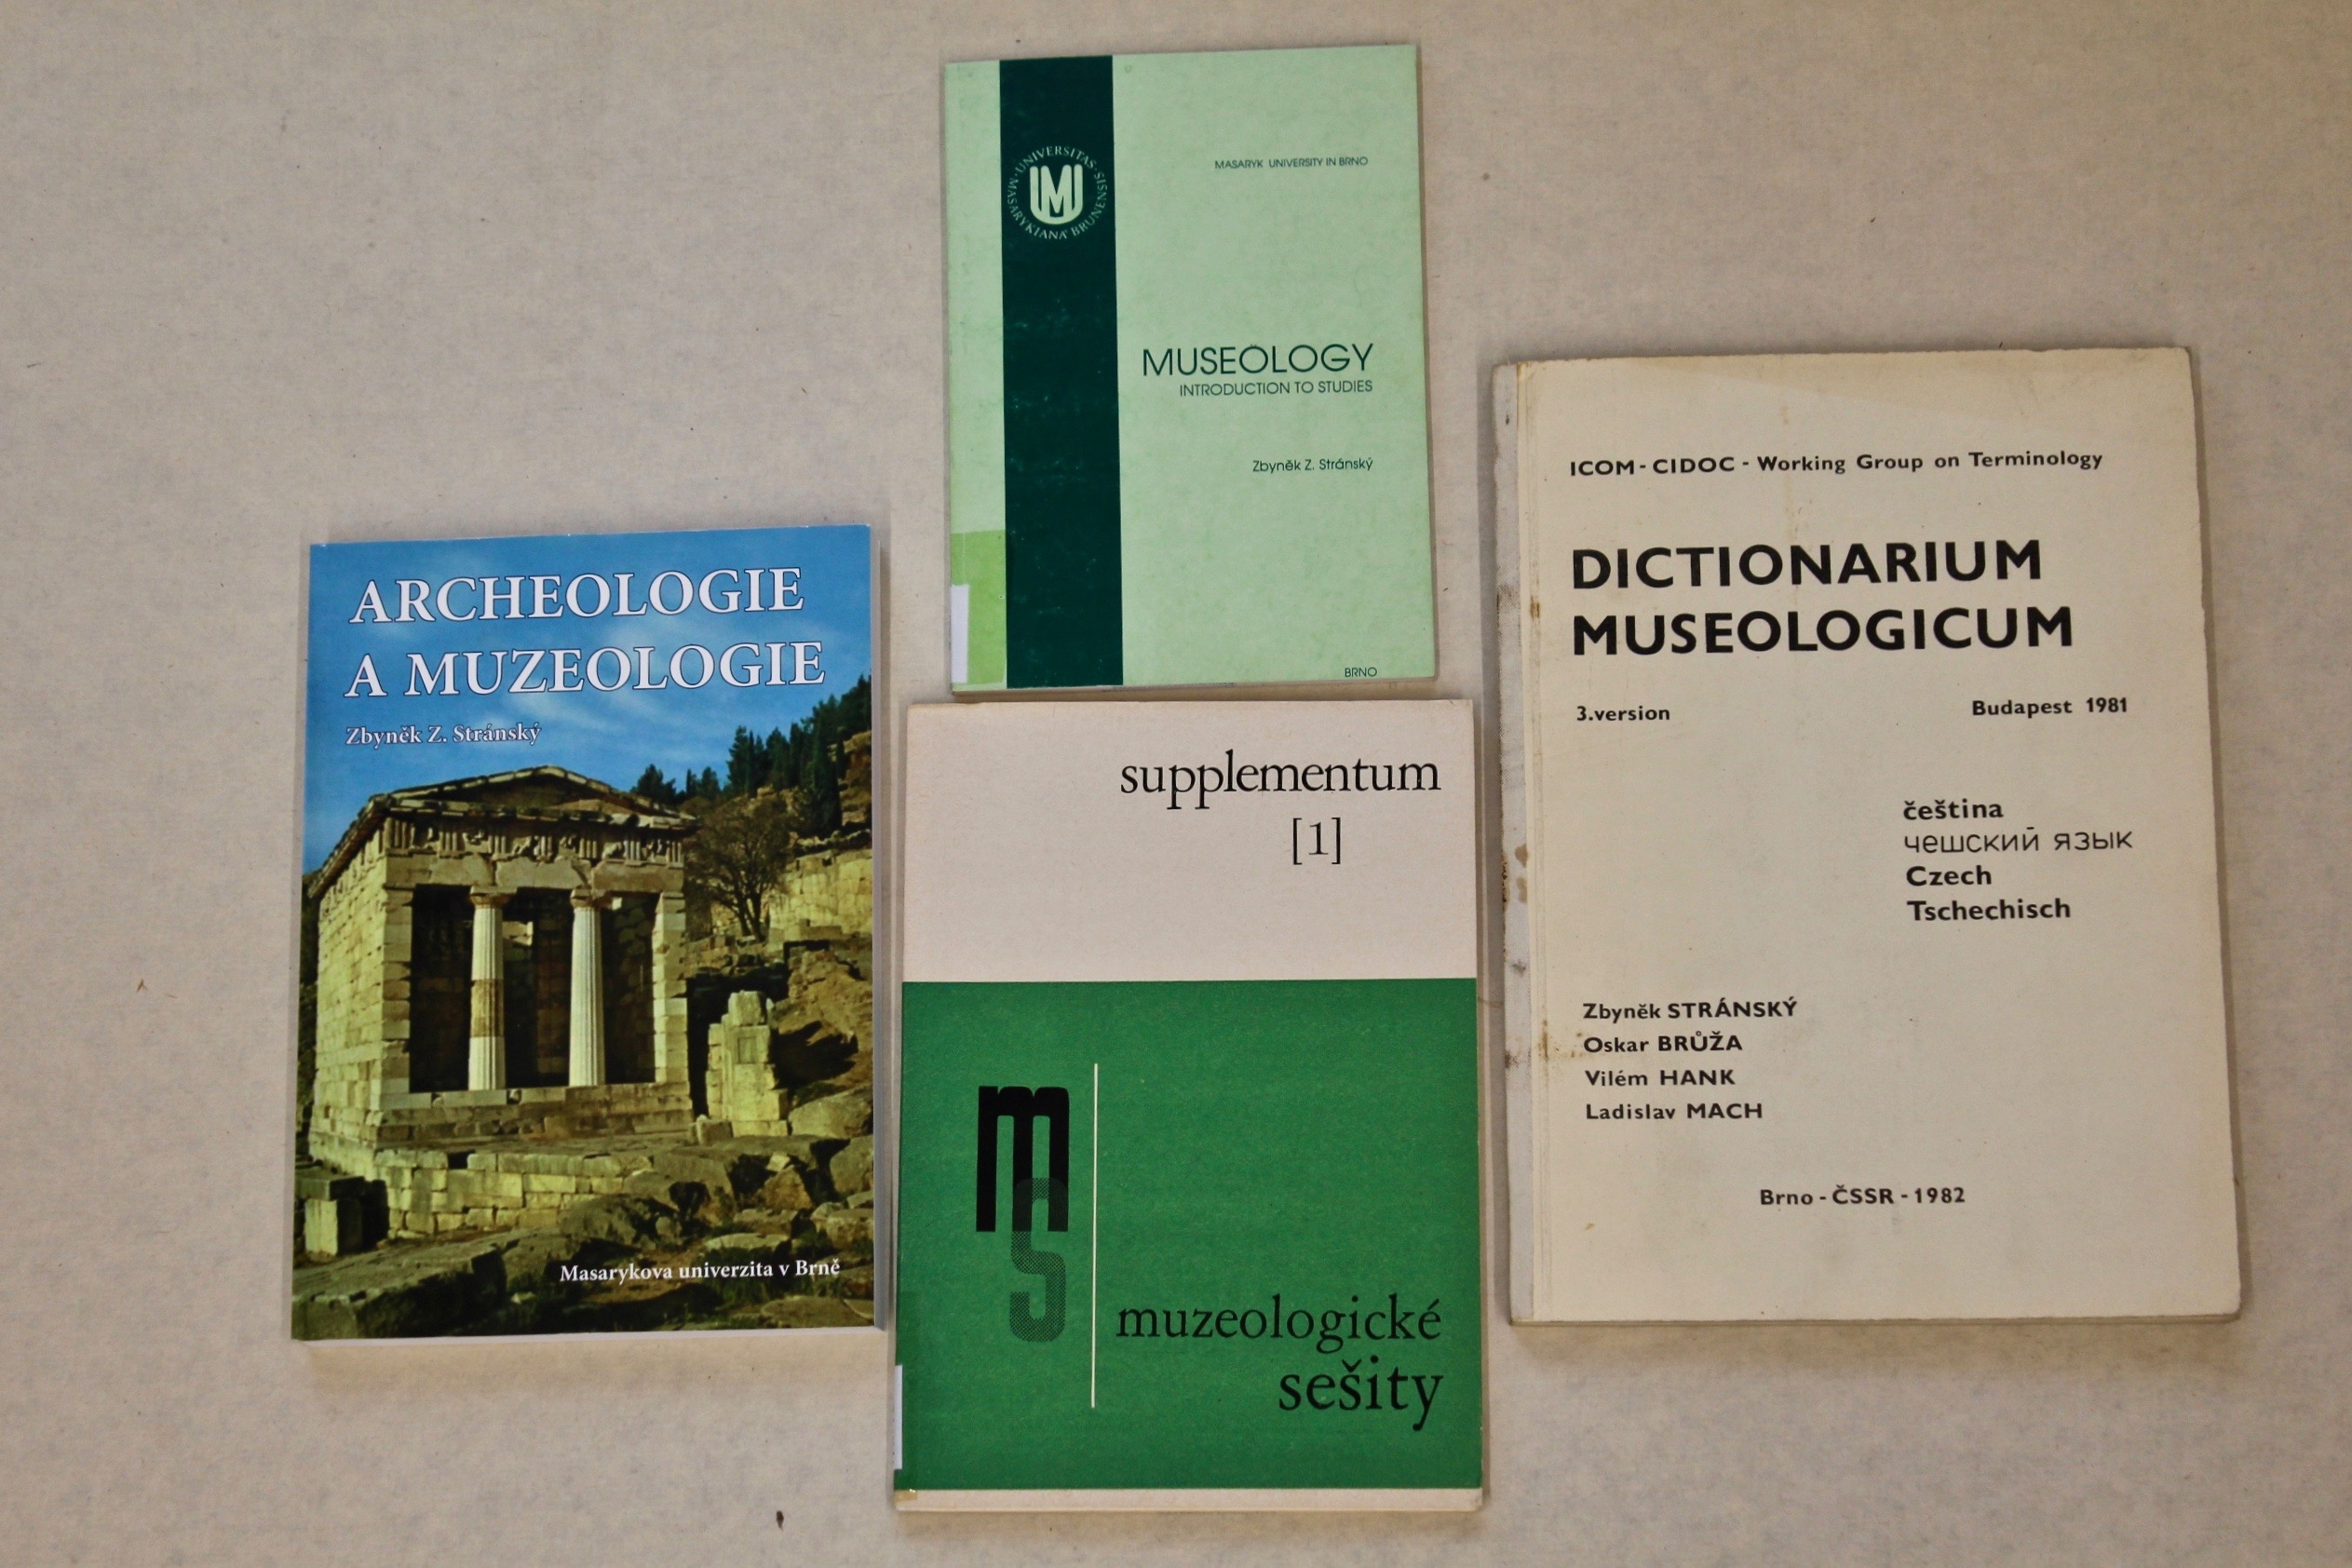 ARCHEOLOGIE
A MUZEOLOGIE
Zbyněk Z. Stránský
Masarykova univerzita v Brně
UNIVERSITAS MASARYKIANA BRUNENSIS
MU
MASARYK UNIVERSITY IN BRNO
MUSEOLOGY
INTRODUCTION TO STUDIES
Zbyněk Z. Stránský
BRNO
supplementum
[1]
ms
muzeologické
sešity
ICOM - CIDOC - Working Group on Terminology
DICTIONARIUM
MUSEOLOGICUM
3.version
Budapest 1981
čeština
чешский язык
Czech
Tschechisch
Zbyněk STRÁNSKÝ
Oskar BRŮŽA
Vilém HANK
Ladislav MACH
Brno - ČSSR - 1982